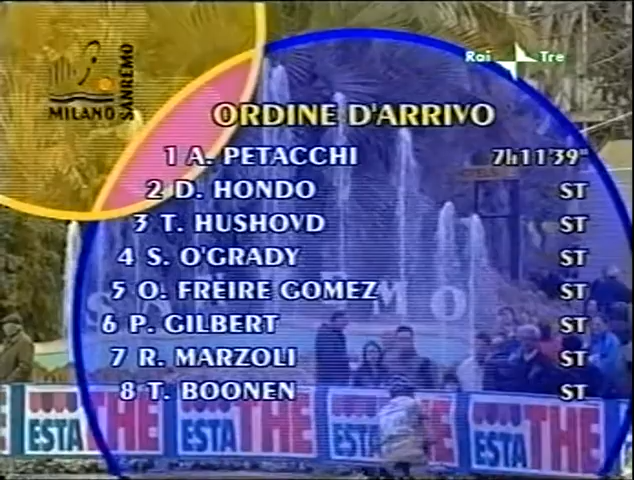 MILANO SANREMO
Rai Tre
ORDINE D'ARRIVO
1 A. PETACCHI 7h11'39"
2 D. HONDO ST
3 T. HUSHOVD ST
4 S. O'GRADY ST
5 O. FREIRE GOMEZ ST
6 P. GILBERT ST
7 R. MARZOLI ST
8 T. BOONEN ST
ESTATHE ESTATHE ESTATHE ESTATHE